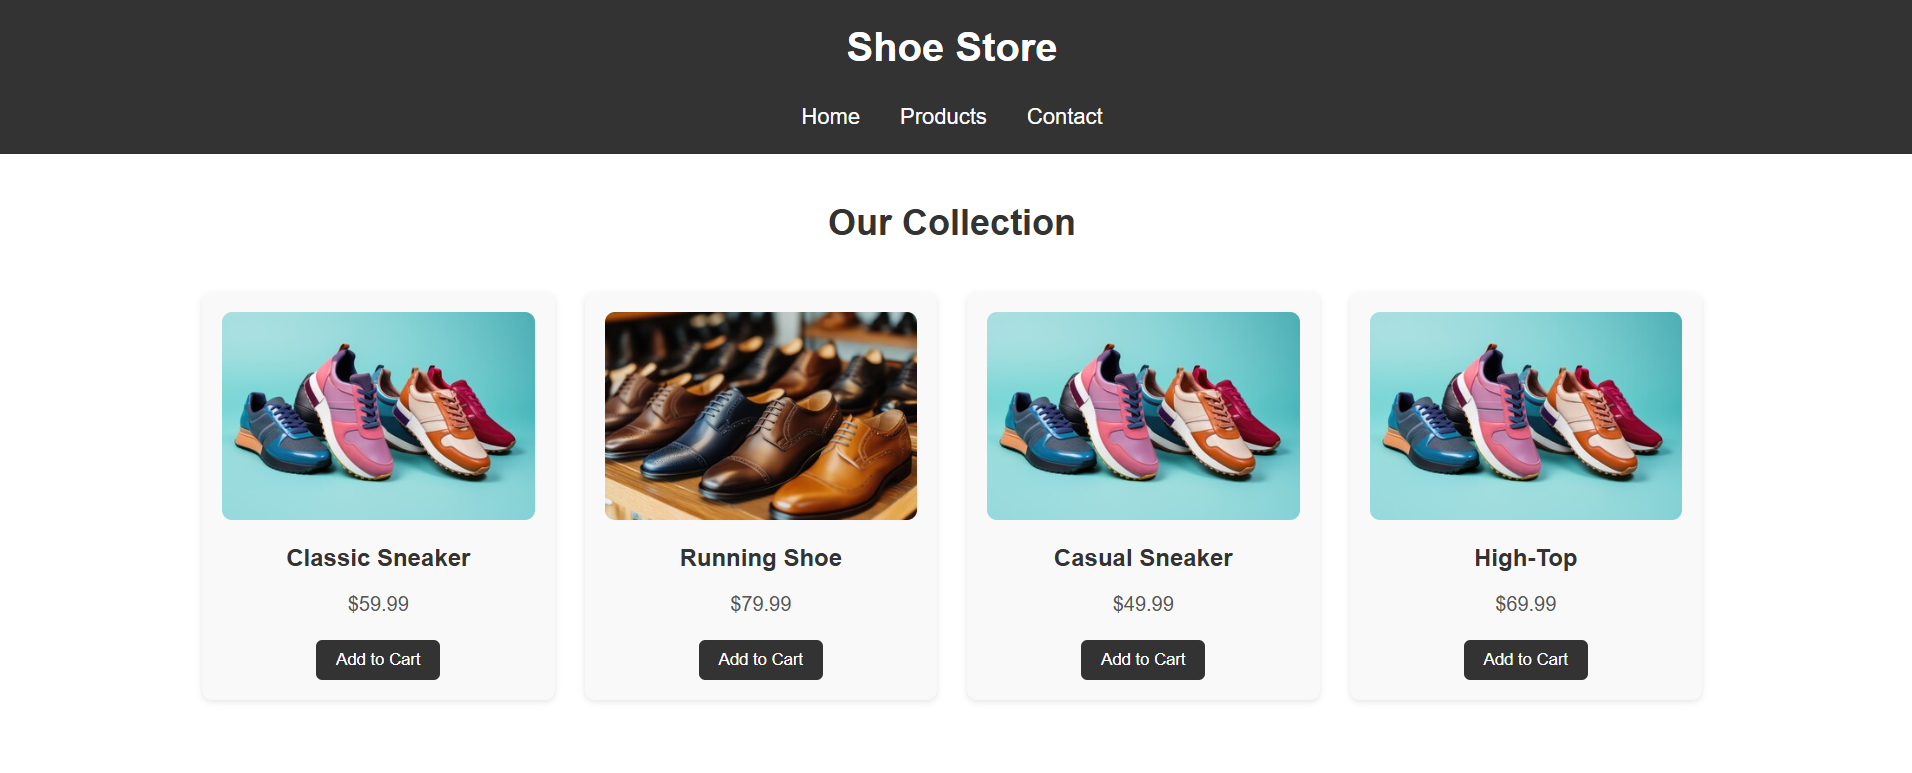 Shoe Store
Home Products Contact
Our Collection
Classic Sneaker
$59.99
Add to Cart
Running Shoe
$79.99
Add to Cart
Casual Sneaker
$49.99
Add to Cart
High-Top
$69.99
Add to Cart